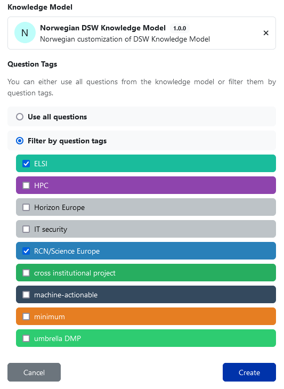 Knowledge Model
N
Norwegian DSW Knowledge Model 1.0.0
Norwegian customization of DSW Knowledge Model
Question Tags
You can either use all questions from the knowledge model or filter them by
question tags.
Use all questions
Filter by question tags
ELSI
HPC
Horizon Europe
IT security
RCN/Science Europe
cross institutional project
machine-actionable
minimum
umbrella DMP
Cancel
Create